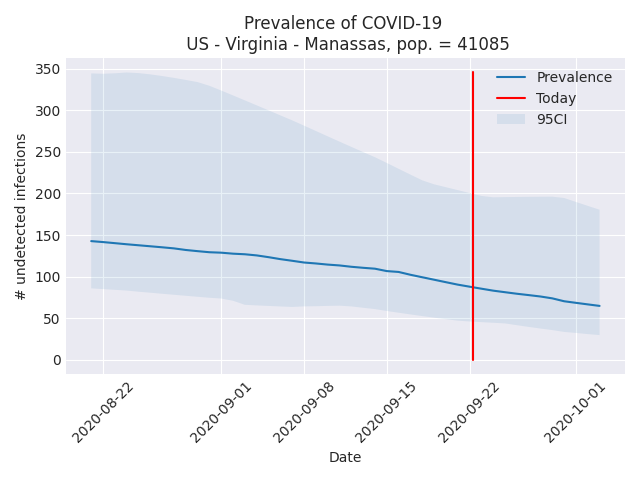 Prevalence of COVID-19
US - Virginia - Manassas, pop. = 41085
350
300
250
200
150
100
50
0
# undetected infections
Prevalence
Today
95CI
2020-08-22
2020-09-01
2020-09-08
2020-09-15
2020-09-22
2020-10-01
Date